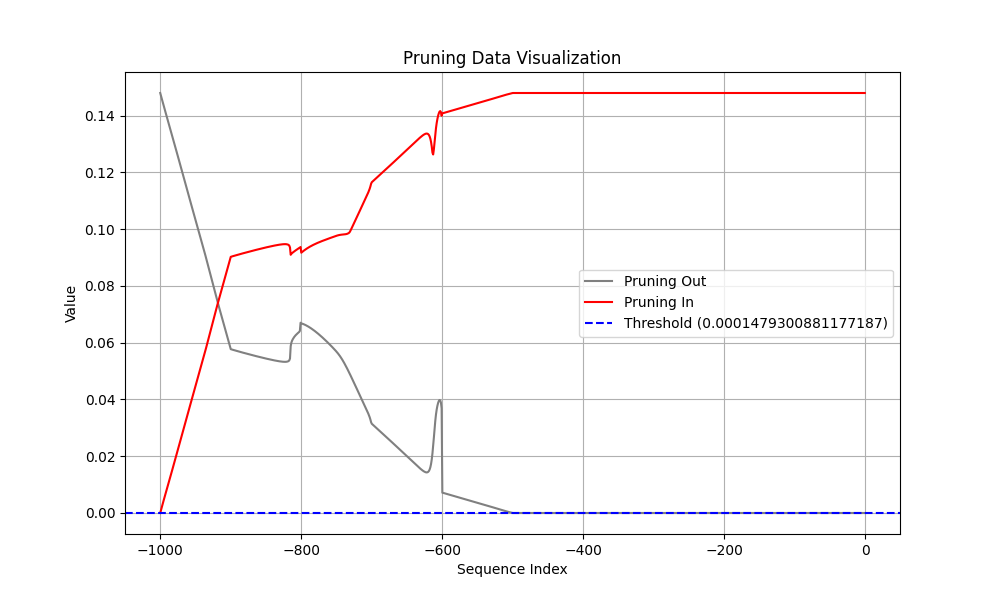 Pruning Data Visualization
Value
0.14
0.12
0.10
0.08
0.06
0.04
0.02
0.00
Pruning Out
Pruning In
Threshold (0.0001479300881177187)
−1000
−800
−600
−400
−200
0
Sequence Index